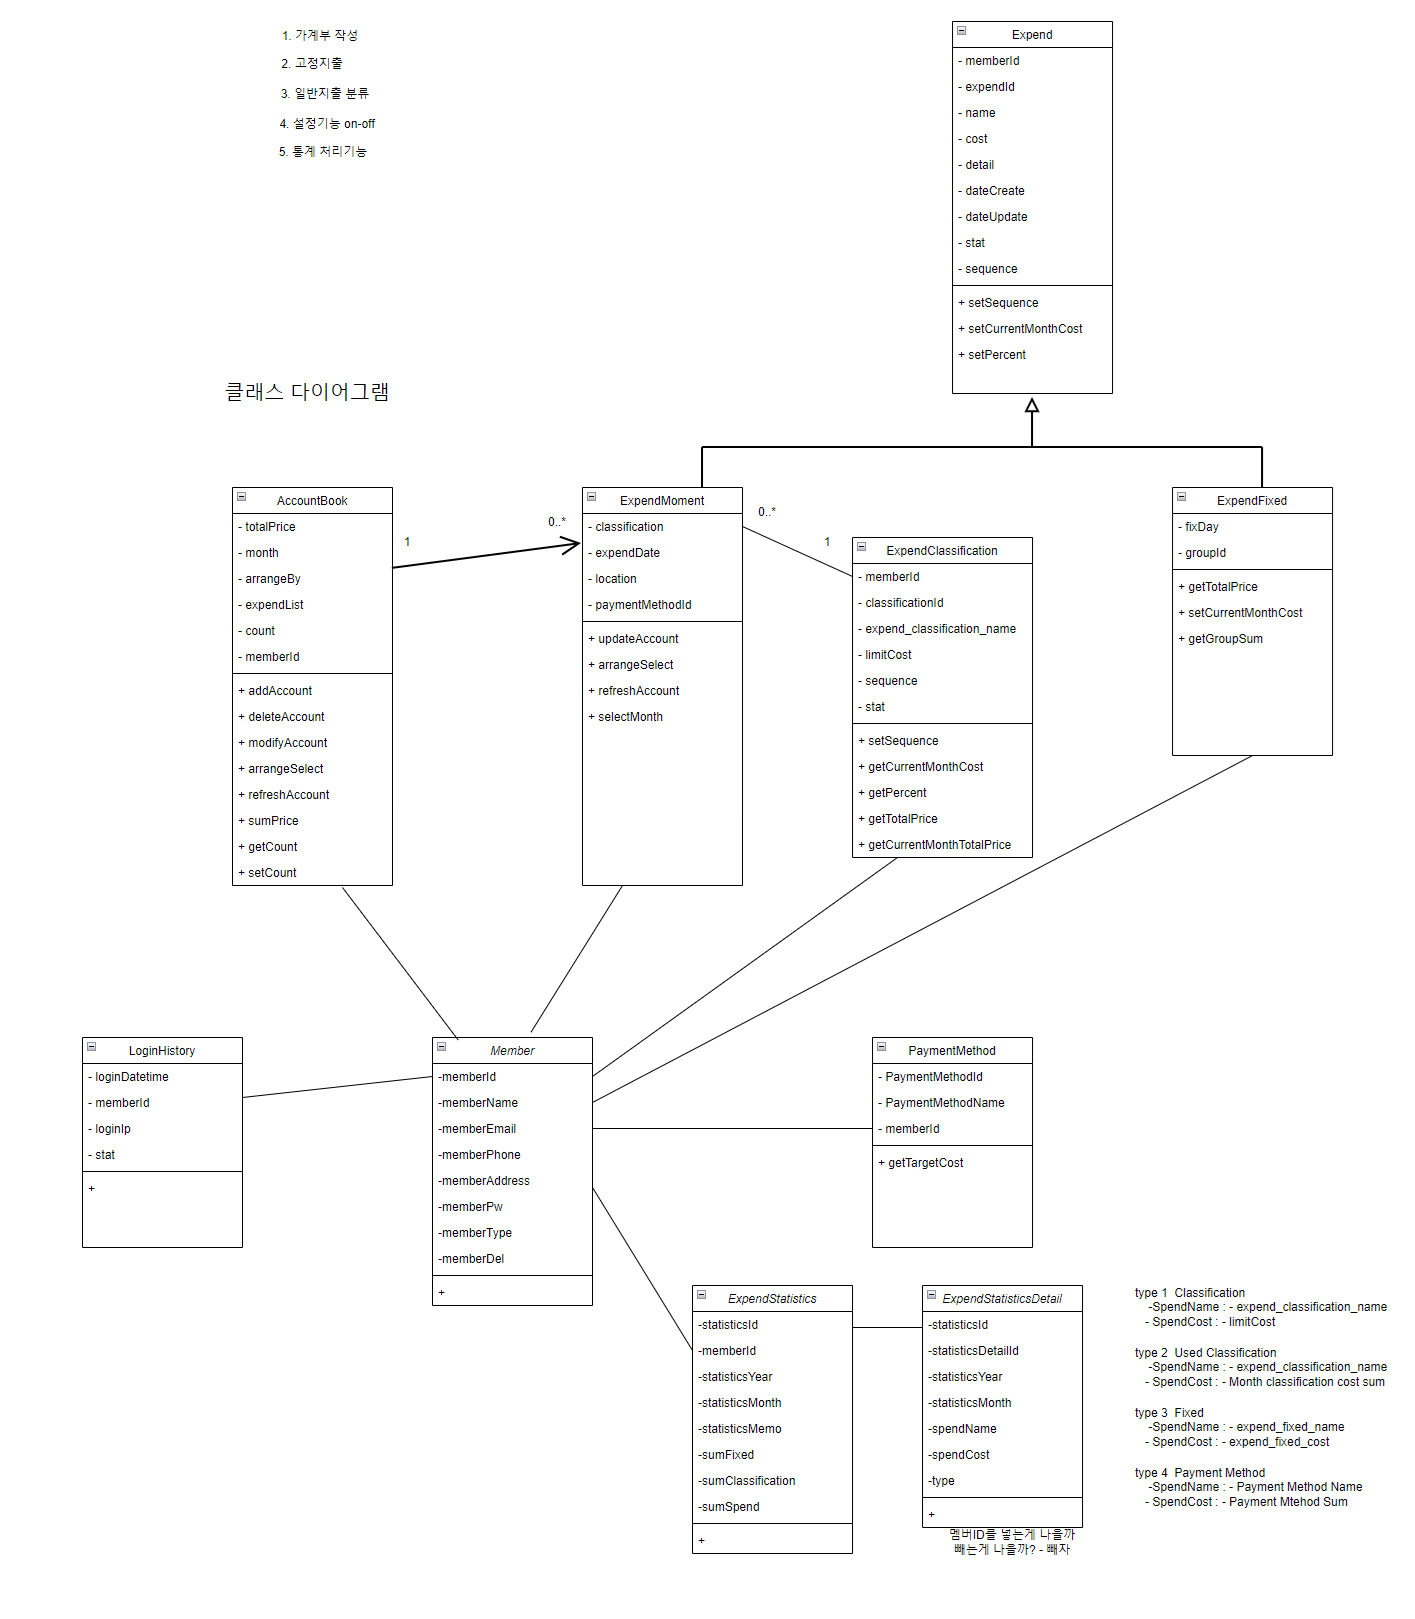 1. 가계부 작성
2. 고정지출
3. 일반지출 분류
4. 설정기능 on-off
5. 통계 처리기능
Expend
- memberId
- expendId
- name
- cost
- detail
- dateCreate
- dateUpdate
- stat
- sequence
+ setSequence
+ setCurrentMonthCost
+ setPercent
클래스 다이어그램
AccountBook
- totalPrice
- month
- arrangeBy
- expendList
- count
- memberId
+ addAccount
+ deleteAccount
+ modifyAccount
+ arrangeSelect
+ refreshAccount
+ sumPrice
+ getCount
+ setCount
1
0..*
ExpendMoment
- classification
- expendDate
- location
- paymentMethodId
+ updateAccount
+ arrangeSelect
+ refreshAccount
+ selectMonth
0..*
1
ExpendClassification
- memberId
- classificationId
- expend_classification_name
- limitCost
- sequence
- stat
+ setSequence
+ getCurrentMonthCost
+ getPercent
+ getTotalPrice
+ getCurrentMonthTotalPrice
ExpendFixed
- fixDay
- groupId
+ getTotalPrice
+ setCurrentMonthCost
+ getGroupSum
LoginHistory
- loginDatetime
- memberId
- loginIp
- stat
+
Member
-memberId
-memberName
-memberEmail
-memberPhone
-memberAddress
-memberPw
-memberType
-memberDel
+
PaymentMethod
- PaymentMethodId
- PaymentMethodName
- memberId
+ getTargetCost
ExpendStatistics
-statisticsId
-memberId
-statisticsYear
-statisticsMonth
-statisticsMemo
-sumFixed
-sumClassification
-sumSpend
+
ExpendStatisticsDetail
-statisticsId
-statisticsDetailId
-statisticsYear
-statisticsMonth
-spendName
-spendCost
-type
+
멤버ID를 넣는게 나을까
빼는게 나을까? - 빼자
type 1 Classification
-SpendName : - expend_classification_name
- SpendCost : - limitCost
type 2 Used Classification
-SpendName : - expend_classification_name
- SpendCost : - Month classification cost sum
type 3 Fixed
-SpendName : - expend_fixed_name
- SpendCost : - expend_fixed_cost
type 4 Payment Method
-SpendName : - Payment Method Name
- SpendCost : - Payment Mtehod Sum